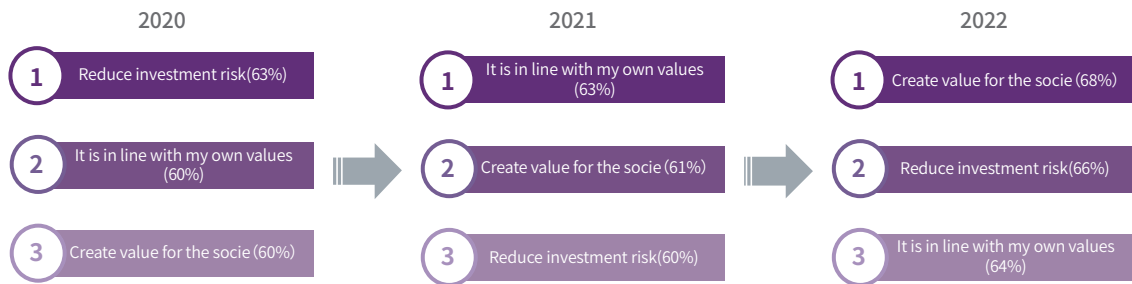 2020
2021
2022
1
Reduce investment risk(63%)
1
It is in line with my own values
(63%)
1
Create value for the socie (68%)
2
It is in line with my own values
(60%)
2
Create value for the socie (61%)
2
Reduce investment risk(66%)
3
Create value for the socie (60%)
3
Reduce investment risk(60%)
3
It is in line with my own values
(64%)